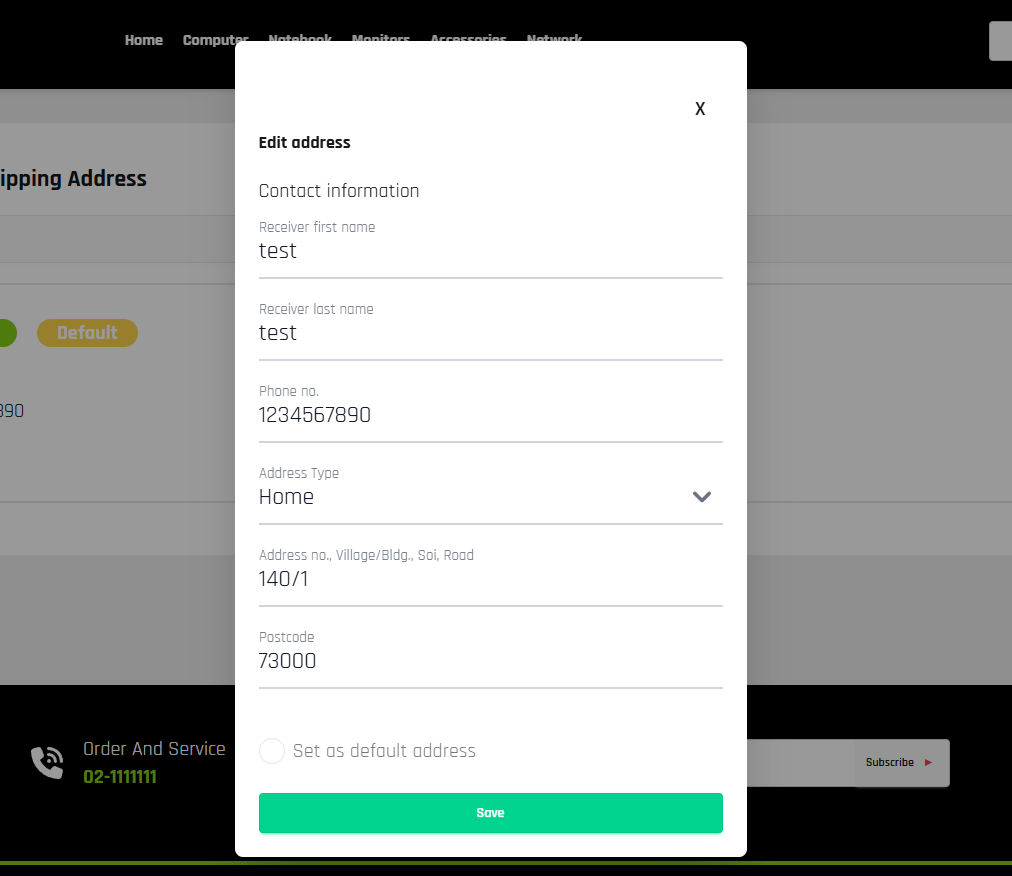 Home Computer Notebook Monitors Accessories Network
X
Edit address
ipping Address
Contact information
Receiver first name
test
Receiver last name
test
Default
Phone no.
1234567890
890
Address Type
Home
Address no., Village/Bldg., Soi, Road
140/1
Postcode
73000
Set as default address
Order And Service
02-1111111
Subscribe
Save